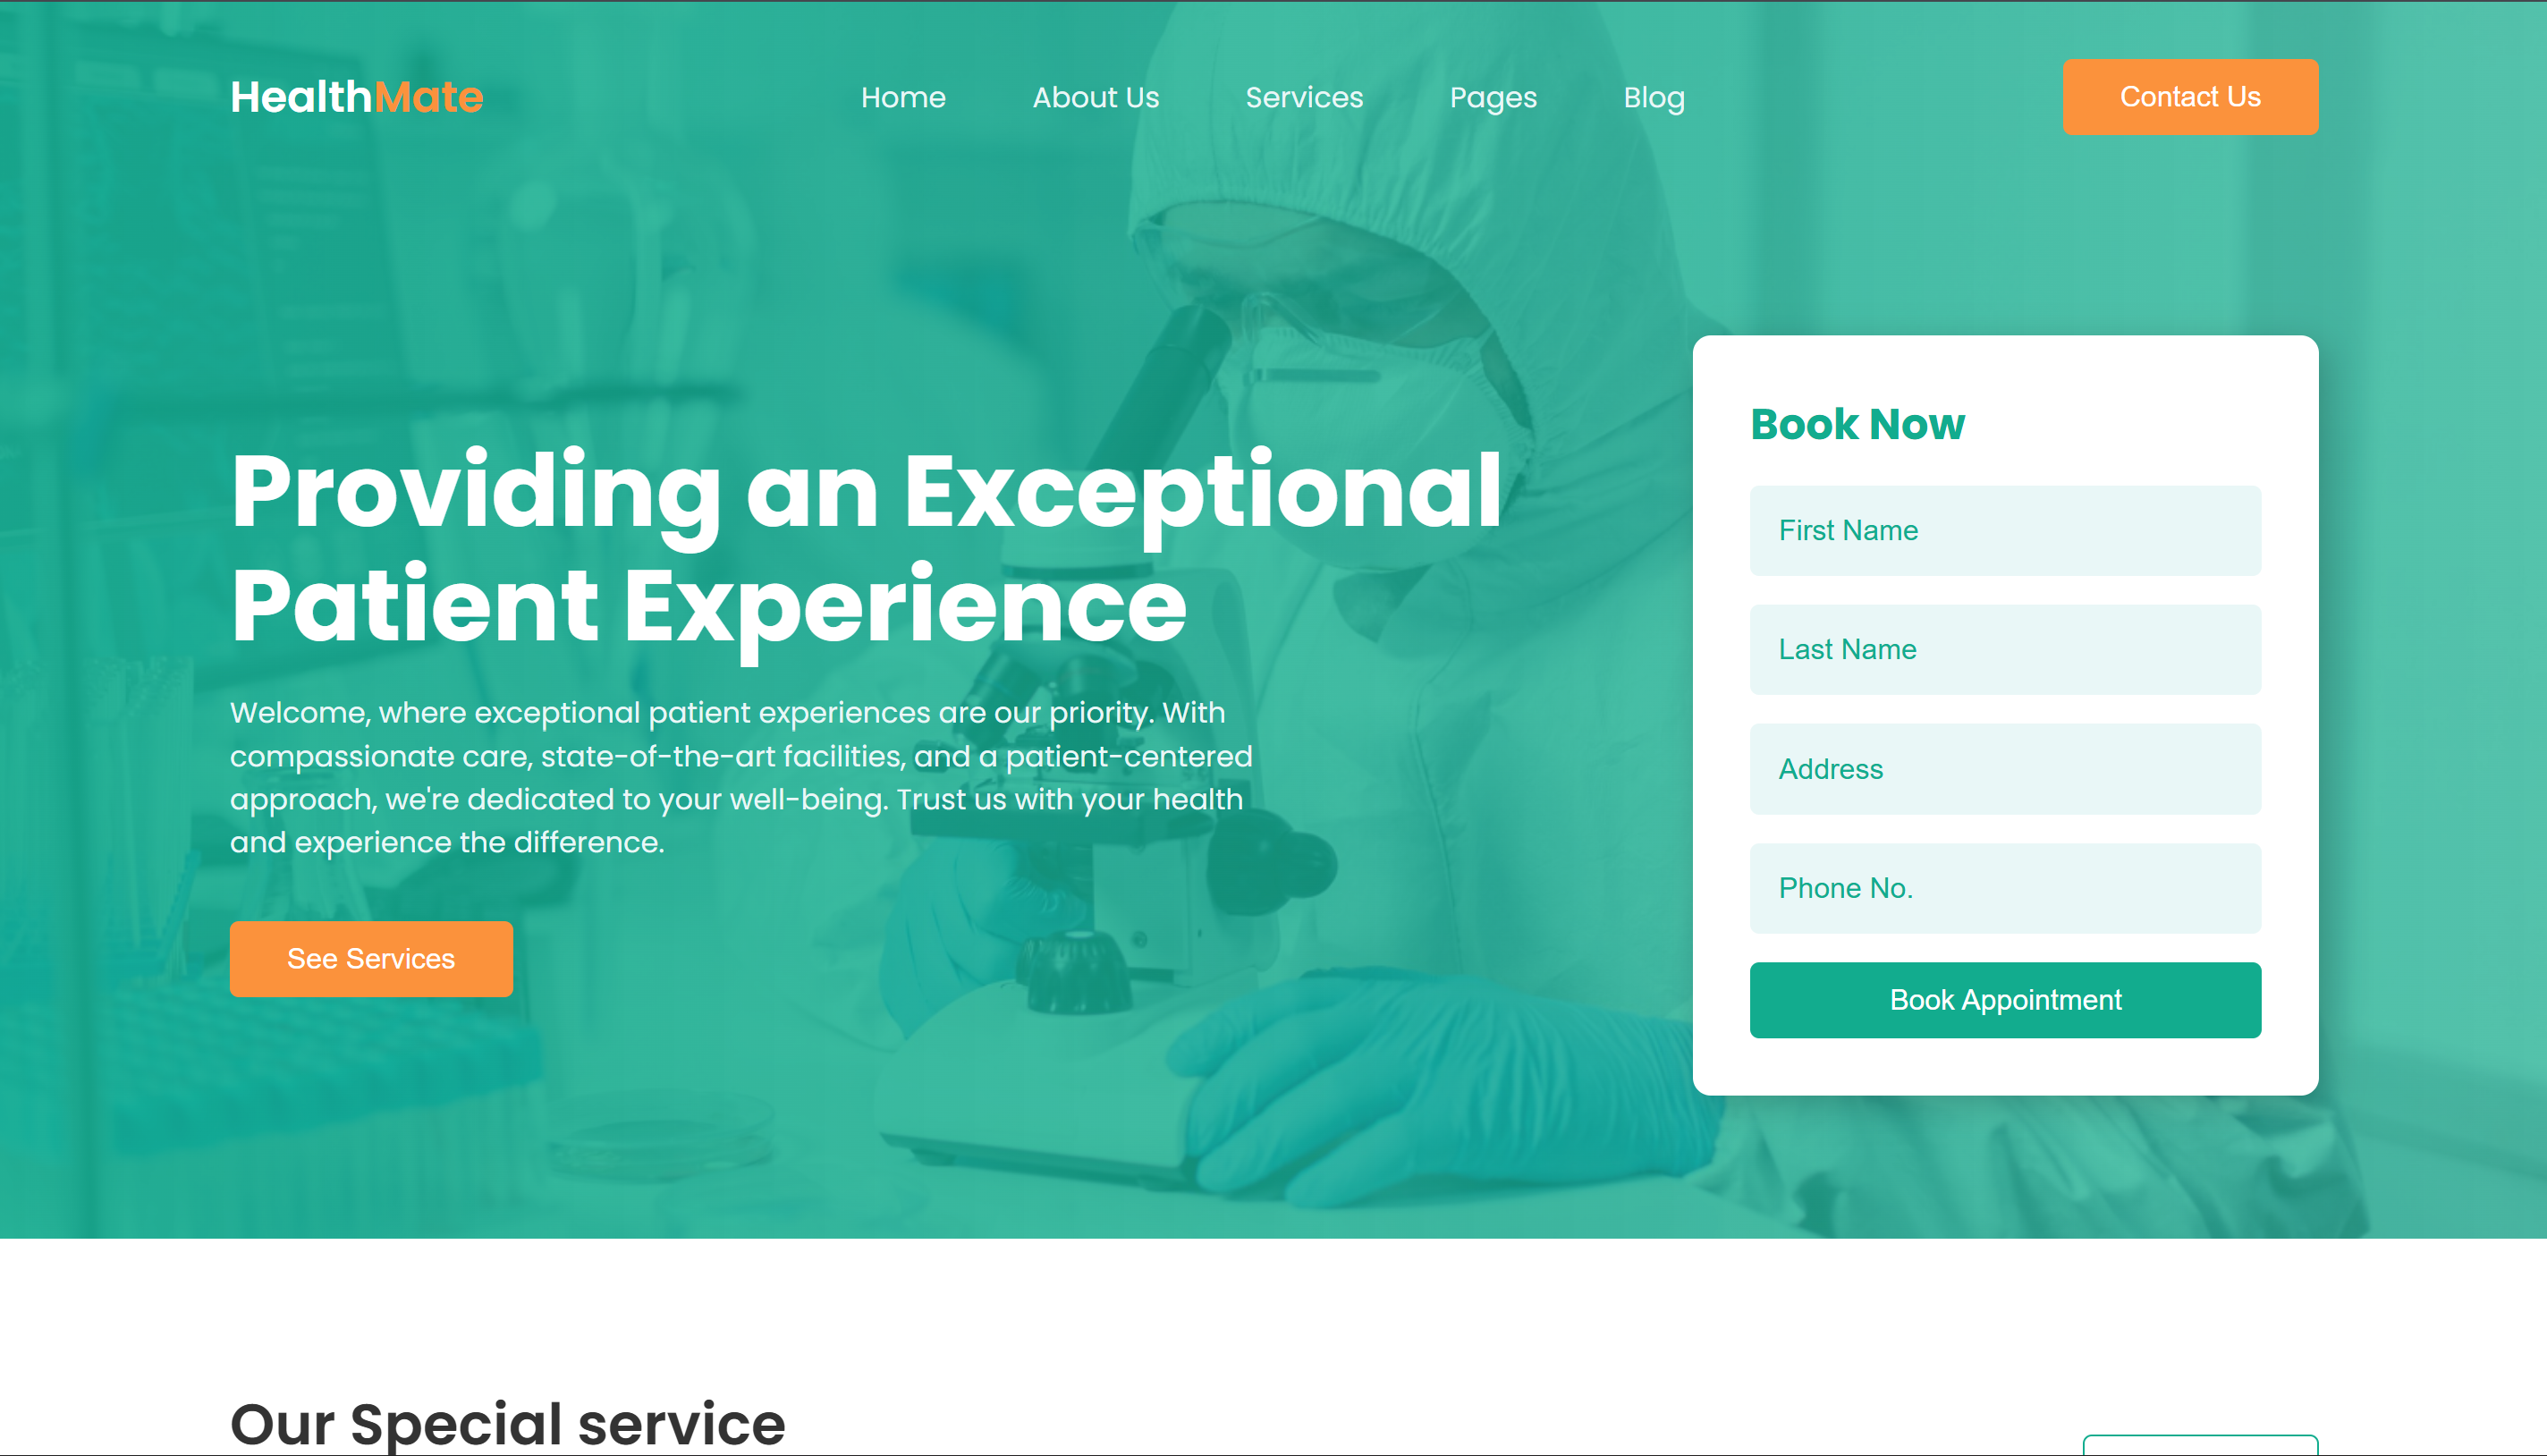 HealthMate
Home
About Us
Services
Pages
Blog
Contact Us
Providing an Exceptional
Patient Experience
Welcome, where exceptional patient experiences are our priority. With
compassionate care, state-of-the-art facilities, and a patient-centered
approach, we're dedicated to your well-being. Trust us with your health
and experience the difference.
See Services
Book Now
First Name
Last Name
Address
Phone No.
Book Appointment
Our Special service